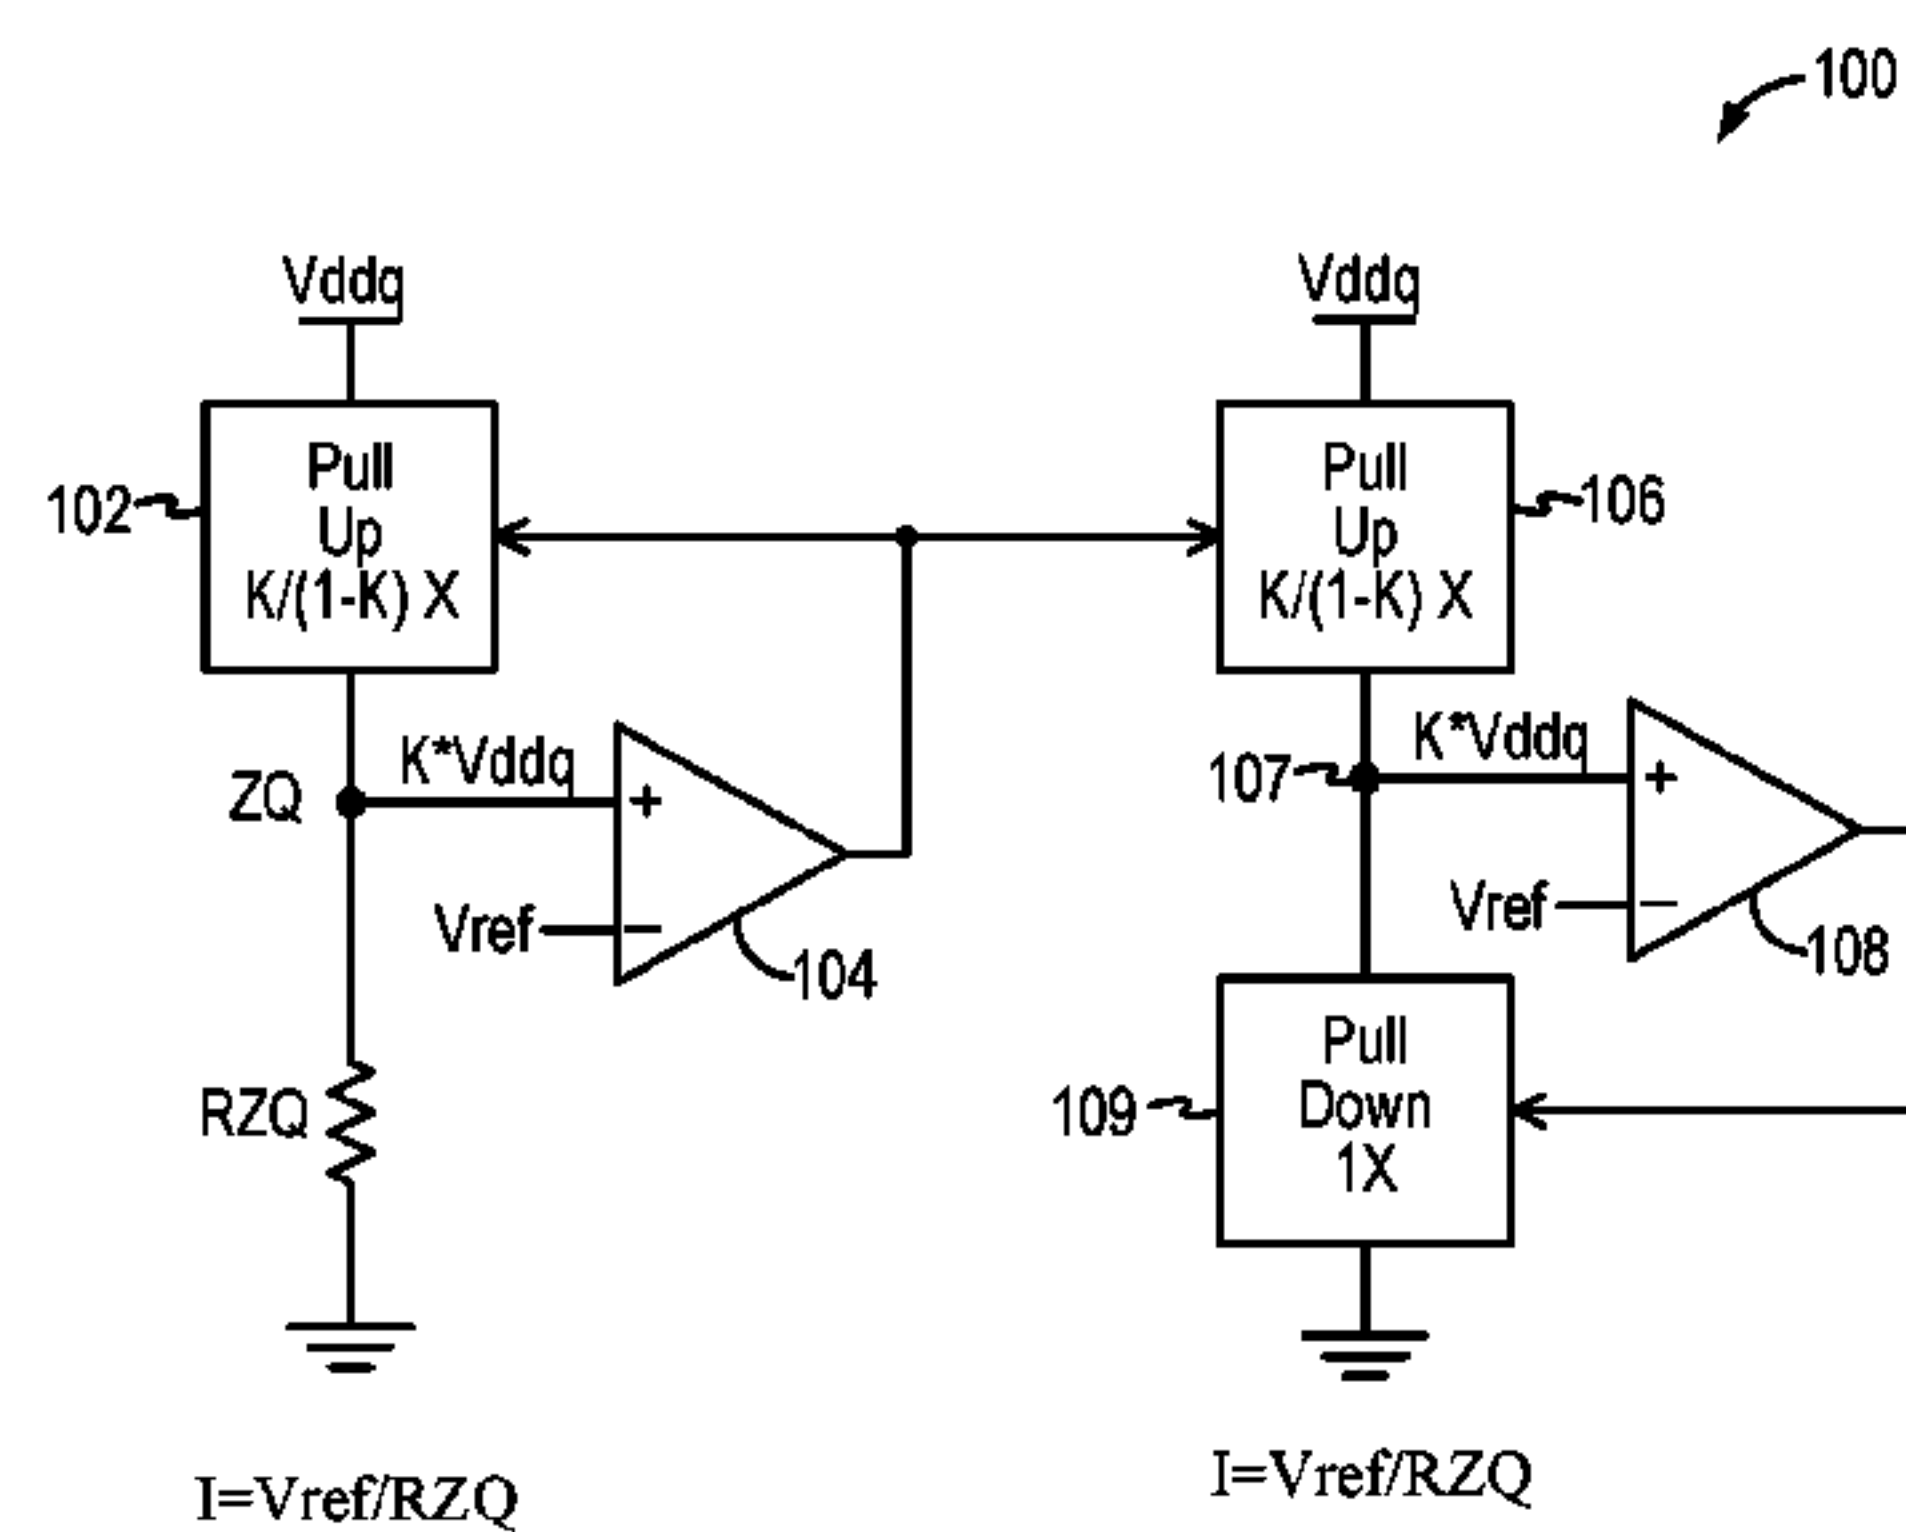 100
Vddq
Vddq
Pull
Up
K/(1-K) X
102
Pull
Up
K/(1-K) X
106
K*Vddq
ZQ
+
Vref
−
104
K*Vddq
107
+
Vref
−
108
RZQ
Pull
Down
1X
109
I=Vref/RZQ
I=Vref/RZQ